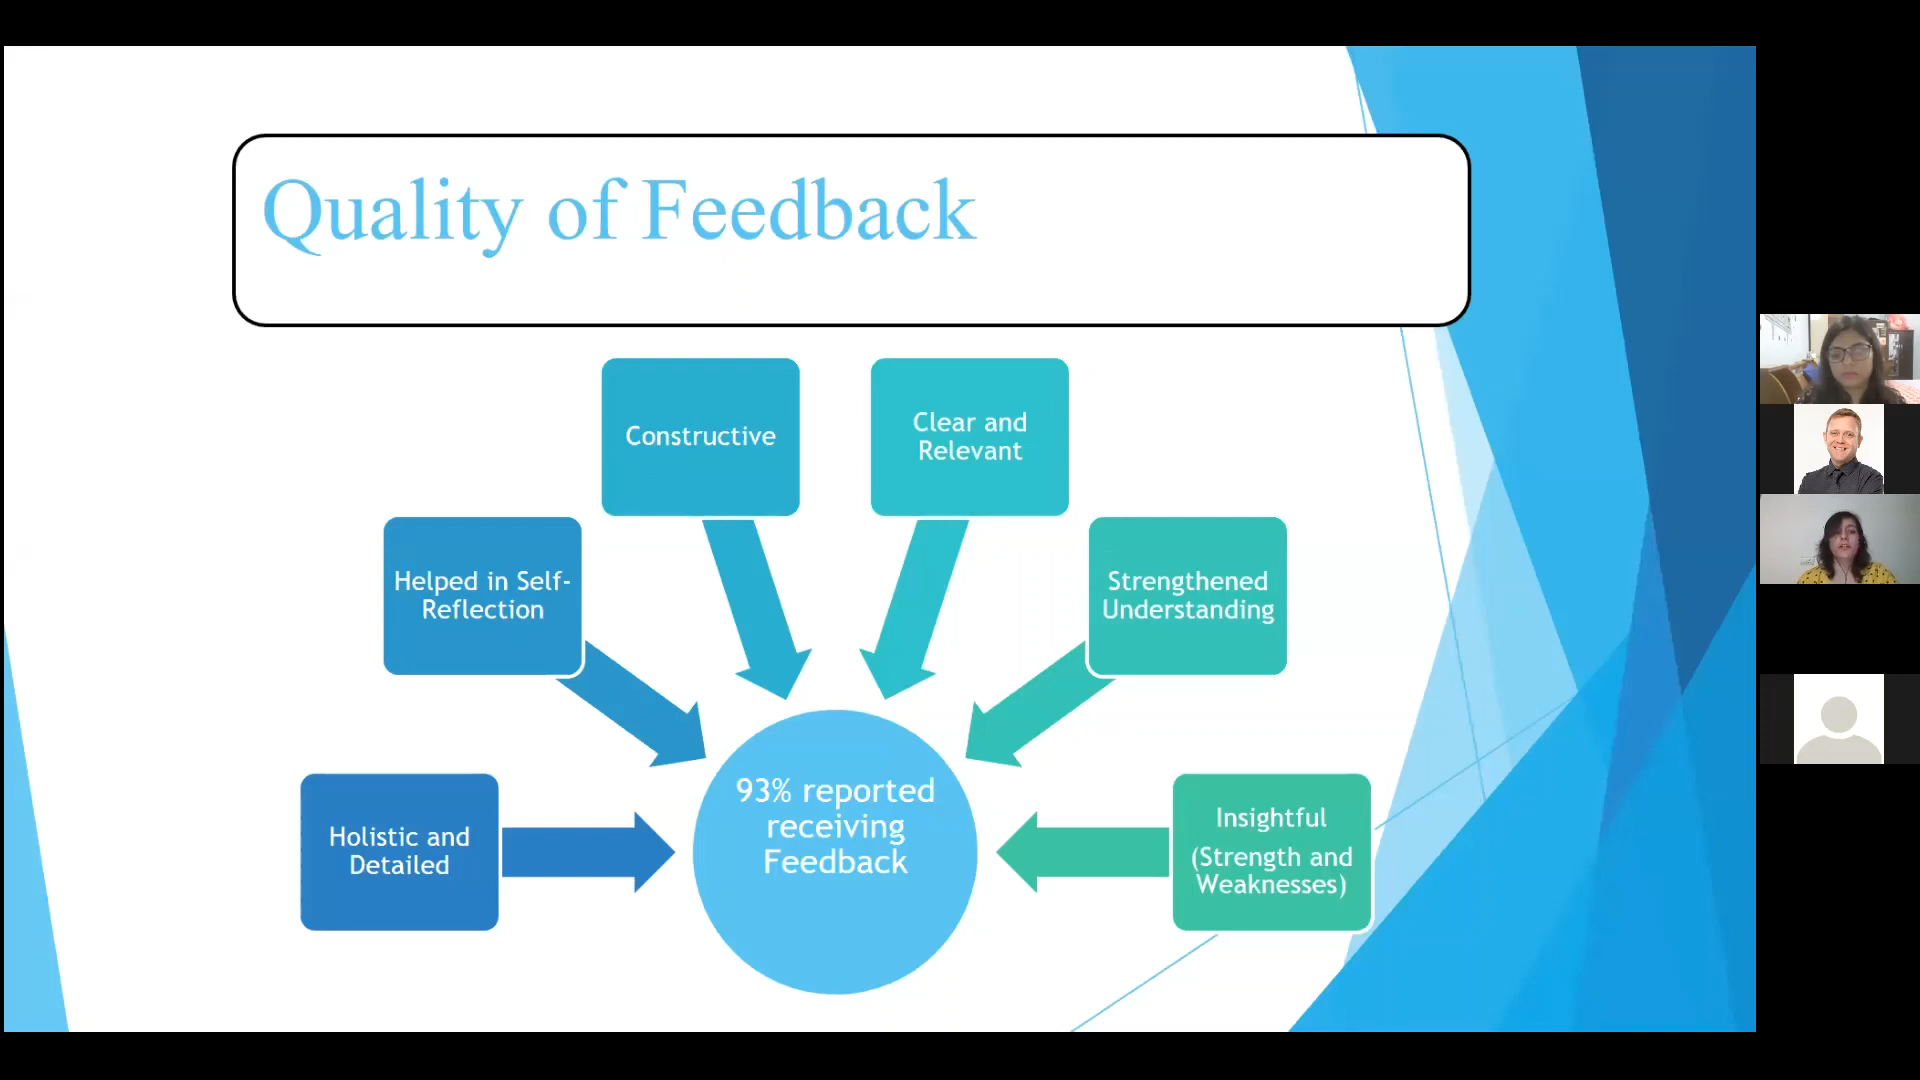 Quality of Feedback
Constructive
Clear and
Relevant
Helped in Self-
Reflection
Strengthened
Understanding
Holistic and
Detailed
93% reported
receiving
Feedback
Insightful
(Strength and
Weaknesses)